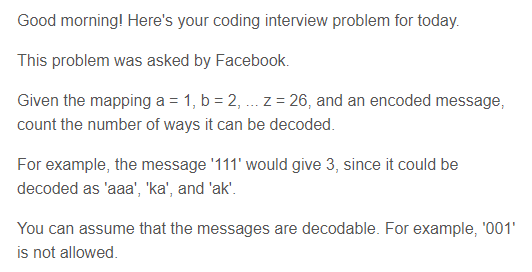 Good morning! Here's your coding interview problem for today.
This problem was asked by Facebook.
Given the mapping a = 1, b = 2, ... z = 26, and an encoded message,
count the number of ways it can be decoded.
For example, the message '111' would give 3, since it could be
decoded as 'aaa', 'ka', and 'ak'.
You can assume that the messages are decodable. For example, '001'
is not allowed.